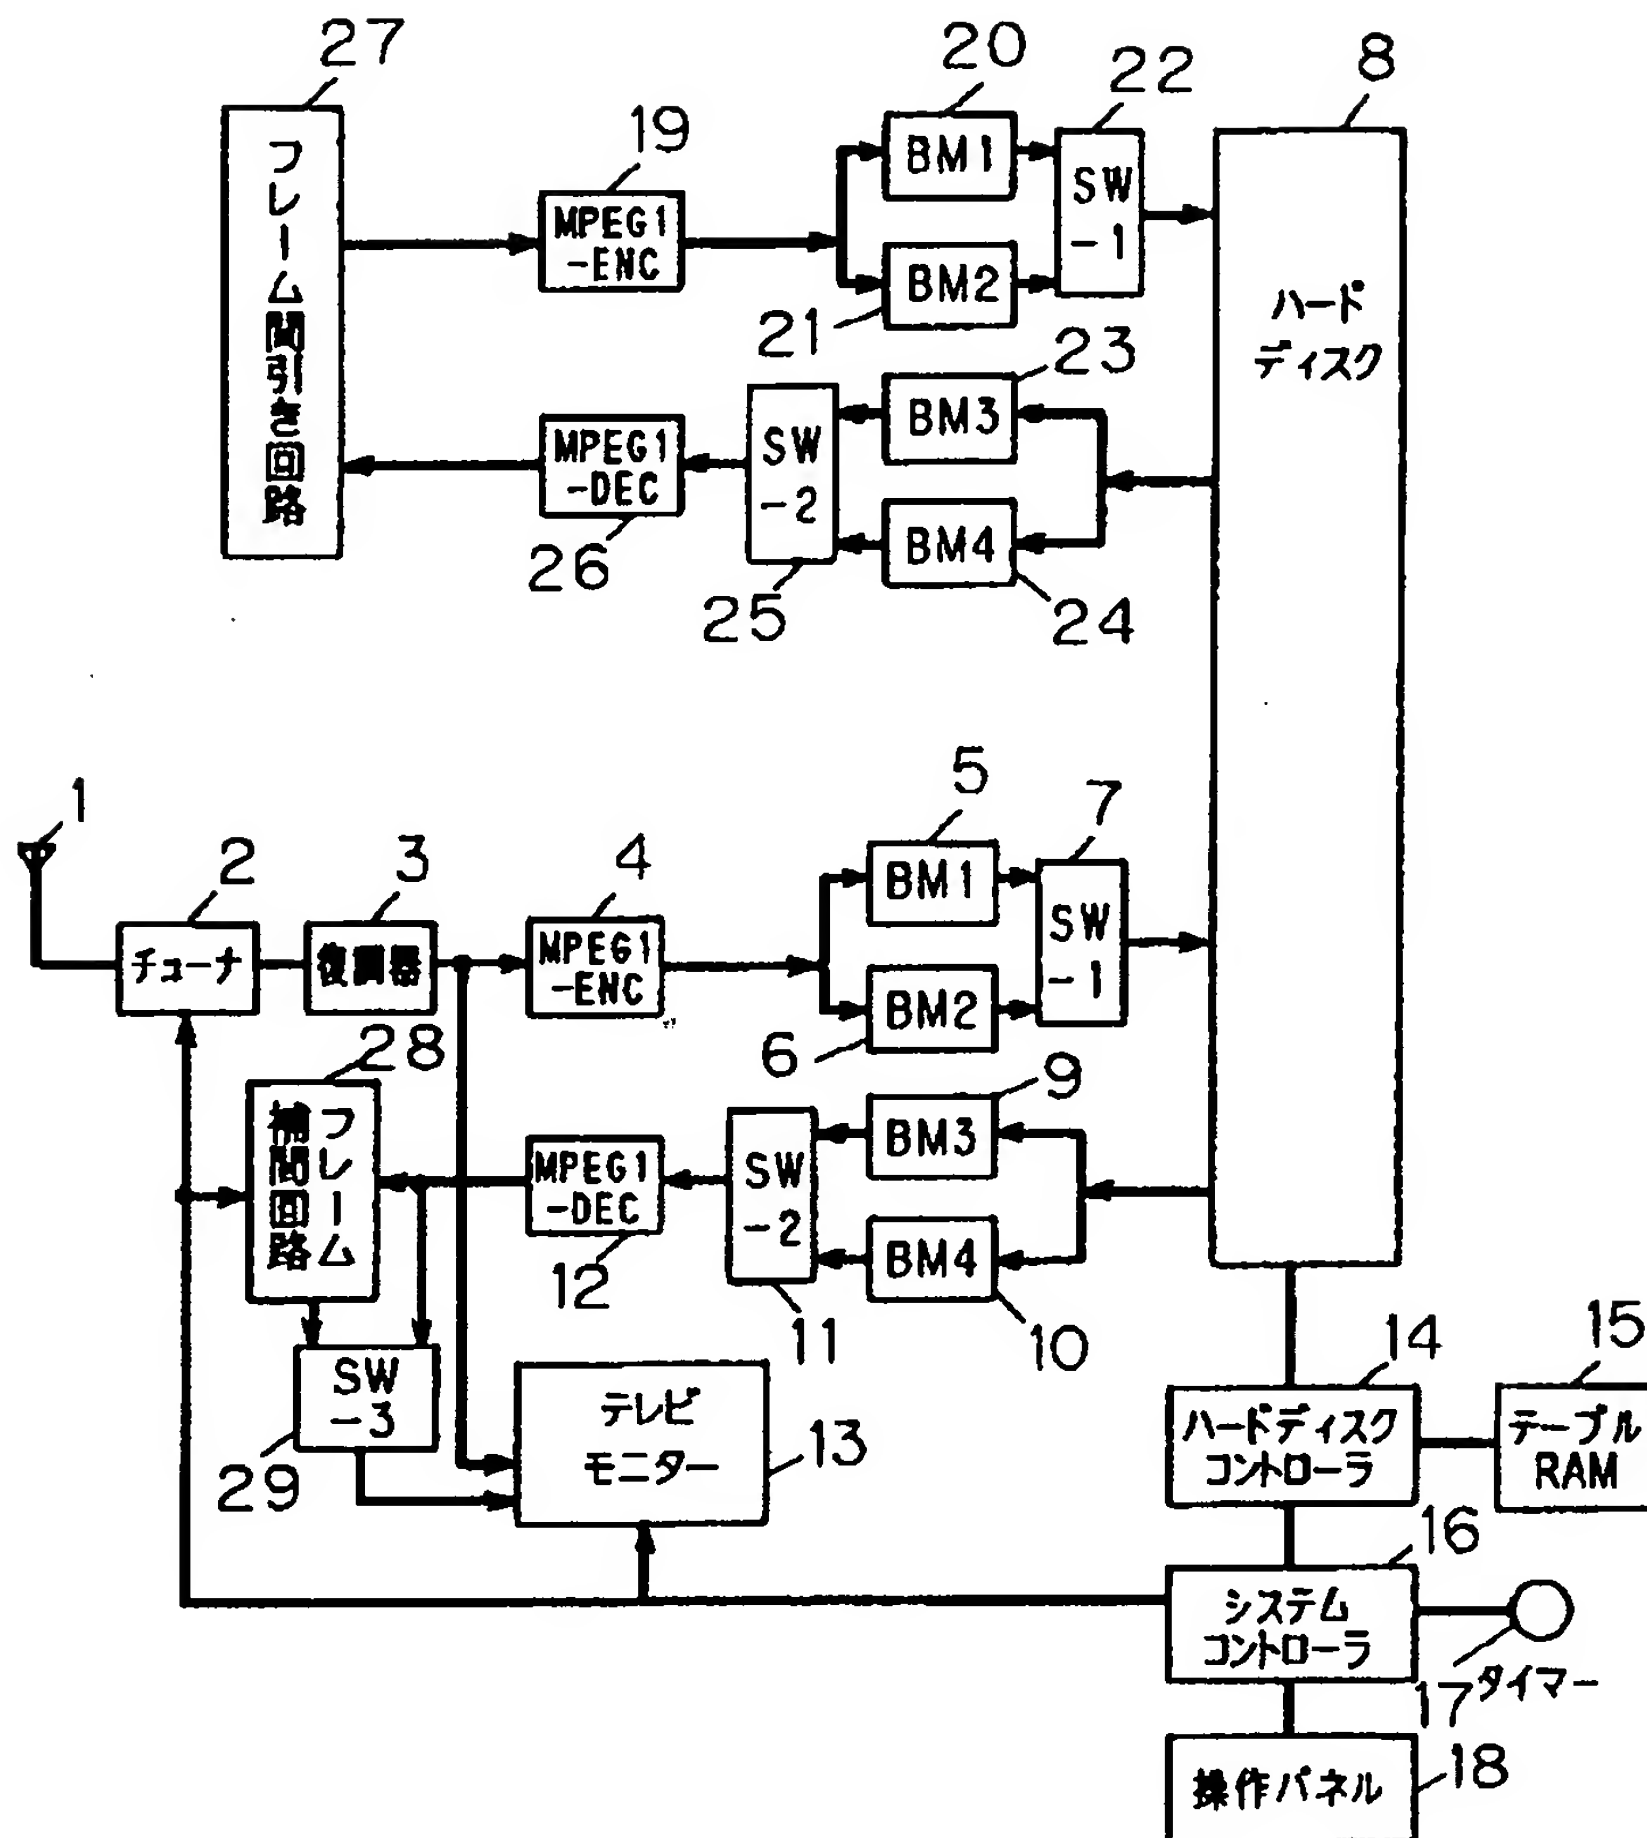 27
20
22
8
19
BM1
SW
-1
MPEG1
-ENC
BM2
フレーム間引き回路
ハード
ディスク
21
23
BM3
SW
-2
MPEG1
-DEC
BM4
26
25
24
1
2
3
4
5
7
チューナ
復調器
MPEG1
-ENC
BM1
BM2
SW
-1
28
6
9
フレーム
補間回路
MPEG1
-DEC
SW
-2
BM3
BM4
12
11
10
14
15
SW
-3
テレビ
モニター
13
ハードディスク
コントローラ
テーブル
RAM
29
16
システム
コントローラ
17
タイマー
操作パネル
18